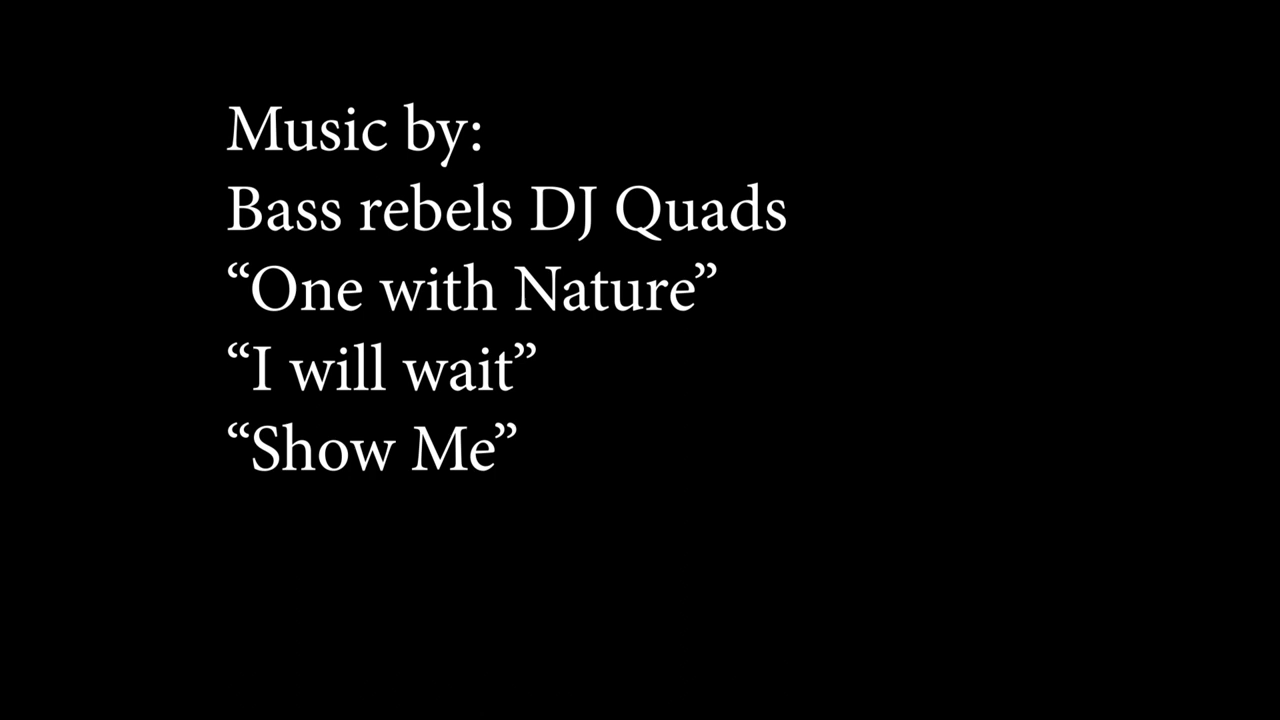 Music by:
Bass rebels DJ Quads
“One with Nature”
“I will wait”
“Show Me”